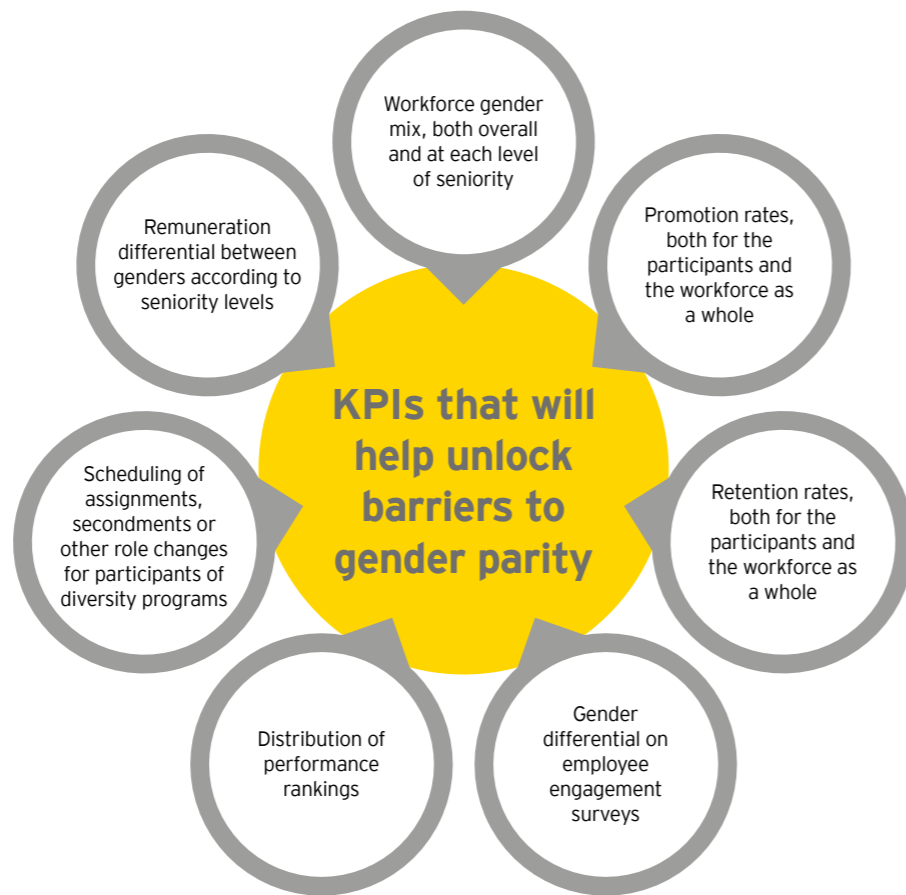 Workforce gender
mix, both overall
and at each level
of seniority
Promotion rates,
both for the
participants and
the workforce as
a whole
Retention rates,
both for the
participants and
the workforce as
a whole
Gender
differential on
employee
engagement
surveys
Distribution of
performance
rankings
Scheduling of
assignments,
secondments or
other role changes
for participants of
diversity programs
Remuneration
differential between
genders according to
seniority levels
KPIs that will
help unlock
barriers to
gender parity